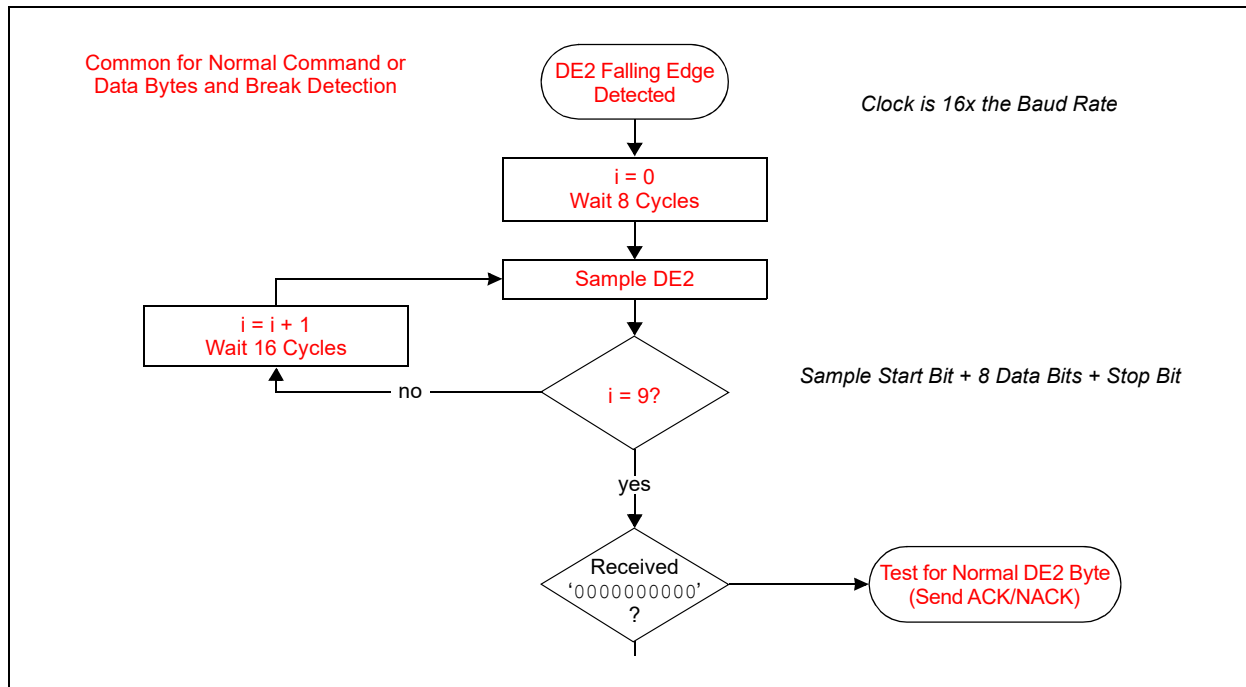 Common for Normal Command or
Data Bytes and Break Detection
DE2 Falling Edge
Detected
Clock is 16x the Baud Rate
i = 0
Wait 8 Cycles
Sample DE2
i = i + 1
Wait 16 Cycles
no
i = 9?
Sample Start Bit + 8 Data Bits + Stop Bit
yes
Received
‘0000000000’
?
Test for Normal DE2 Byte
(Send ACK/NACK)